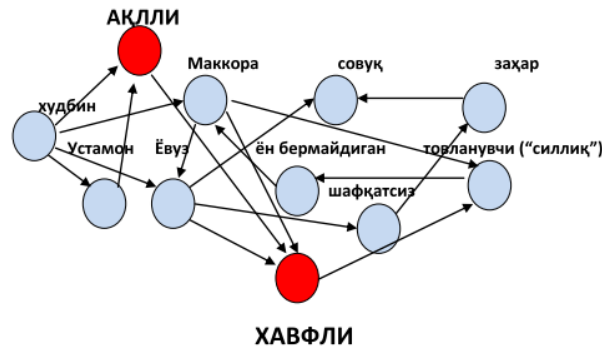 АҚЛЛИ
Маккора
совуқ
заҳар
худбин
Устамон
Ёвуз
ён бермайдиган
товланувчи (“силлиқ”)
шафқатсиз
ХАВФЛИ